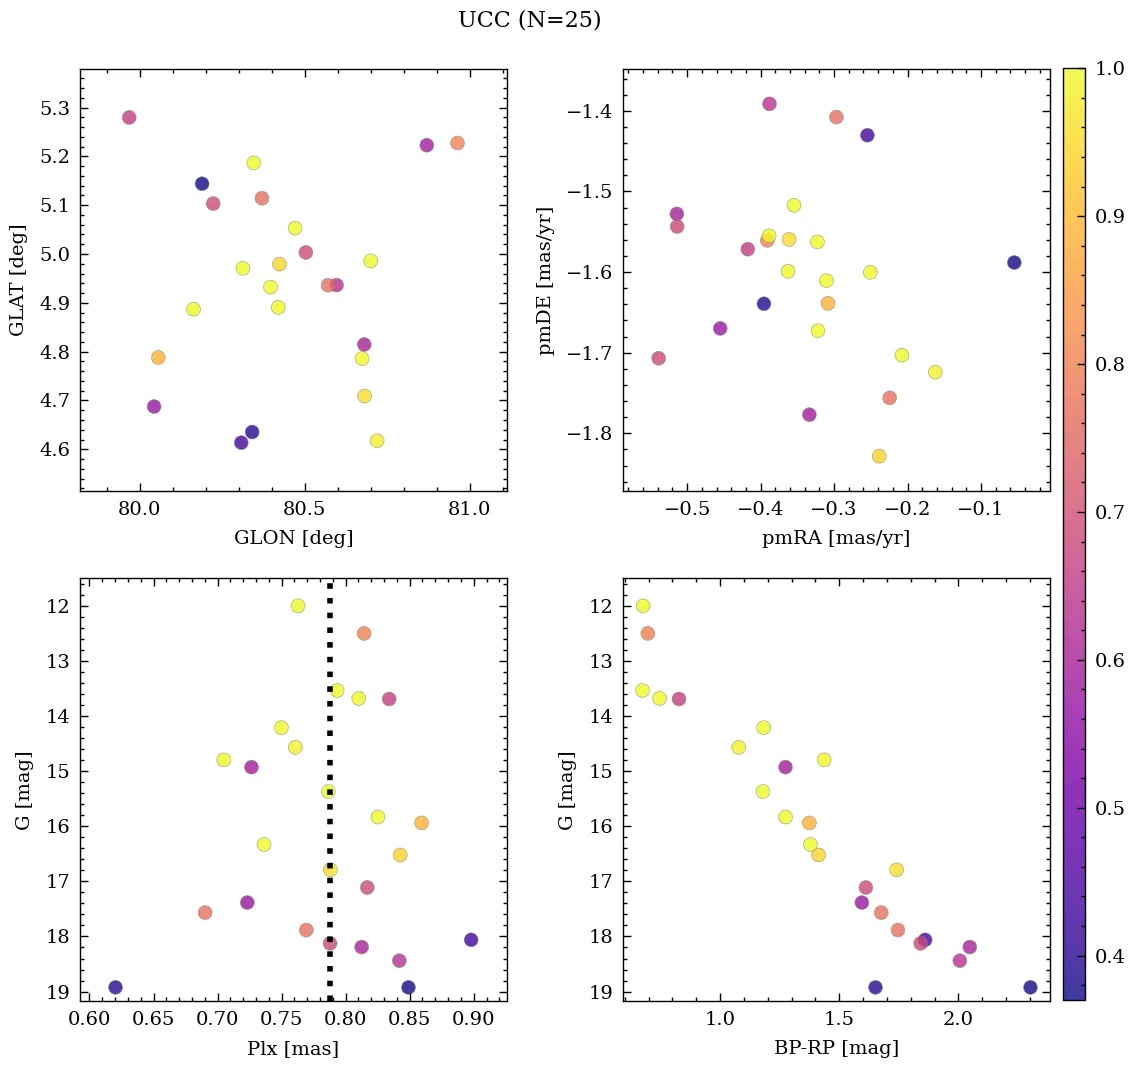 UCC (N=25)
5.3
5.2
5.1
5.0
4.9
4.8
4.7
4.6
GLAT [deg]
80.0 80.5 81.0
GLON [deg]
−1.4
−1.5
−1.6
−1.7
−1.8
pmDE [mas/yr]
−0.5 −0.4 −0.3 −0.2 −0.1
pmRA [mas/yr]
12
13
14
15
16
17
18
19
G [mag]
0.60 0.65 0.70 0.75 0.80 0.85 0.90
Plx [mas]
12
13
14
15
16
17
18
19
G [mag]
1.0 1.5 2.0
BP-RP [mag]
1.0
0.9
0.8
0.7
0.6
0.5
0.4